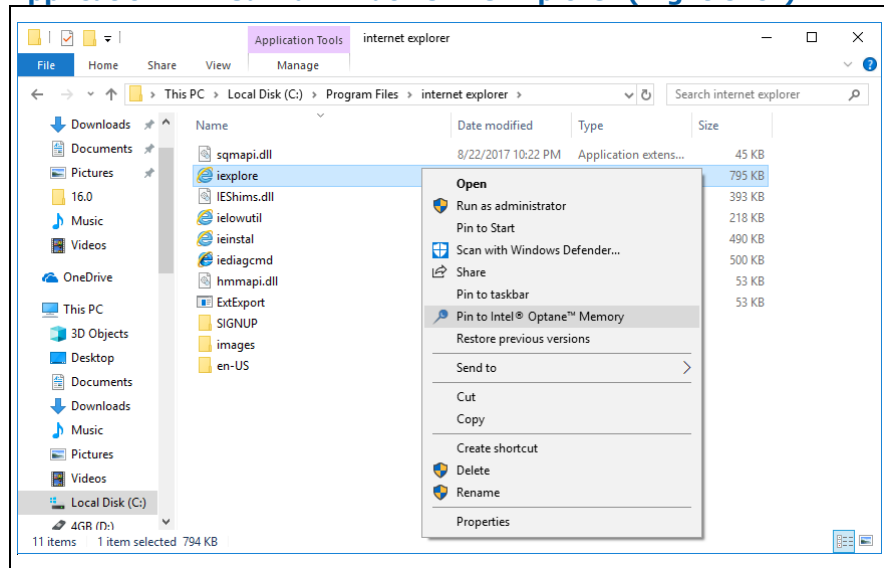 Application Tools internet explorer
File Home Share View Manage
This PC > Local Disk (C:) > Program Files > internet explorer > Search internet explorer
Name Date modified Type Size
Downloads
Documents
Pictures
16.0
Music
Videos
OneDrive
This PC
3D Objects
Desktop
Documents
Downloads
Music
Pictures
Videos
Local Disk (C:)
4GB (D:)
sqmapi.dll 8/22/2017 10:22 PM Application extens... 45 KB
iexplore 795 KB
IEShims.dll 393 KB
ielowutil 218 KB
ieinstal 490 KB
iediagcmd 500 KB
hmmapi.dll 53 KB
ExtExport 53 KB
SIGNUP
images
en-US
Open
Run as administrator
Pin to Start
Scan with Windows Defender...
Share
Pin to taskbar
Pin to Intel® Optane™ Memory
Restore previous versions
Send to
Cut
Copy
Create shortcut
Delete
Rename
Properties
11 items 1 item selected 794 KB